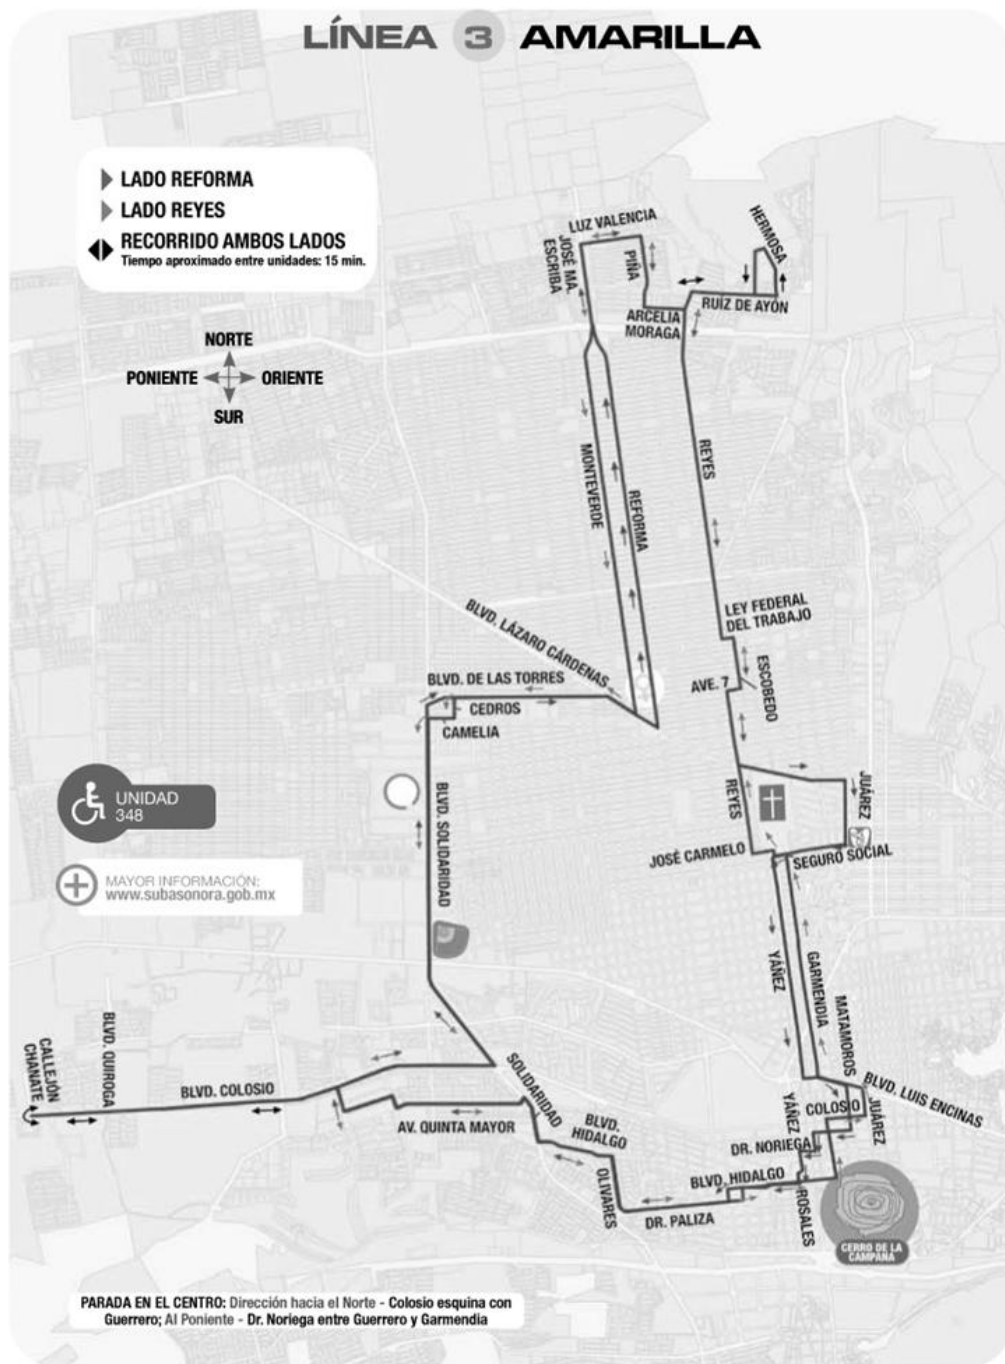 LÍNEA 3 AMARILLA
LADO REFORMA
LADO REYES
RECORRIDO AMBOS LADOS
Tiempo aproximado entre unidades: 15 min.
NORTE
PONIENTE
ORIENTE
SUR
LUZ VALENCIA
JOSÉ MA.
ESCRIBA
PIÑA
HERMOSA
RUÍZ DE AYÓN
ARCELIA
MORAGA
MONTEVERDE
REFORMA
REYES
LEY FEDERAL
DEL TRABAJO
BLVD. LÁZARO CÁRDENAS
ESCOBEDO
AVE. 7
BLVD. DE LAS TORRES
CEDROS
CAMELIA
UNIDAD
348
BLVD. SOLIDARIDAD
REYES
JUÁREZ
JOSÉ CARMELO
SEGURO SOCIAL
MAYOR INFORMACIÓN:
www.subasonora.gob.mx
YÁÑEZ
GARMENDIA
MATAMOROS
CALLEJÓN
CHANATE
BLVD. QUIROGA
BLVD. COLOSIO
SOLIDARIDAD
BLVD. LUIS ENCINAS
YÁÑEZ
COLOSIO
JUÁREZ
AV. QUINTA MAYOR
BLVD.
HIDALGO
DR. NORIEGA
OLIVARES
BLVD. HIDALGO
DR. PALIZA
ROSALES
CERRO DE LA
CAMPANA
PARADA EN EL CENTRO: Dirección hacia el Norte - Colosio esquina con
Guerrero; Al Poniente - Dr. Noriega entre Guerrero y Garmendia